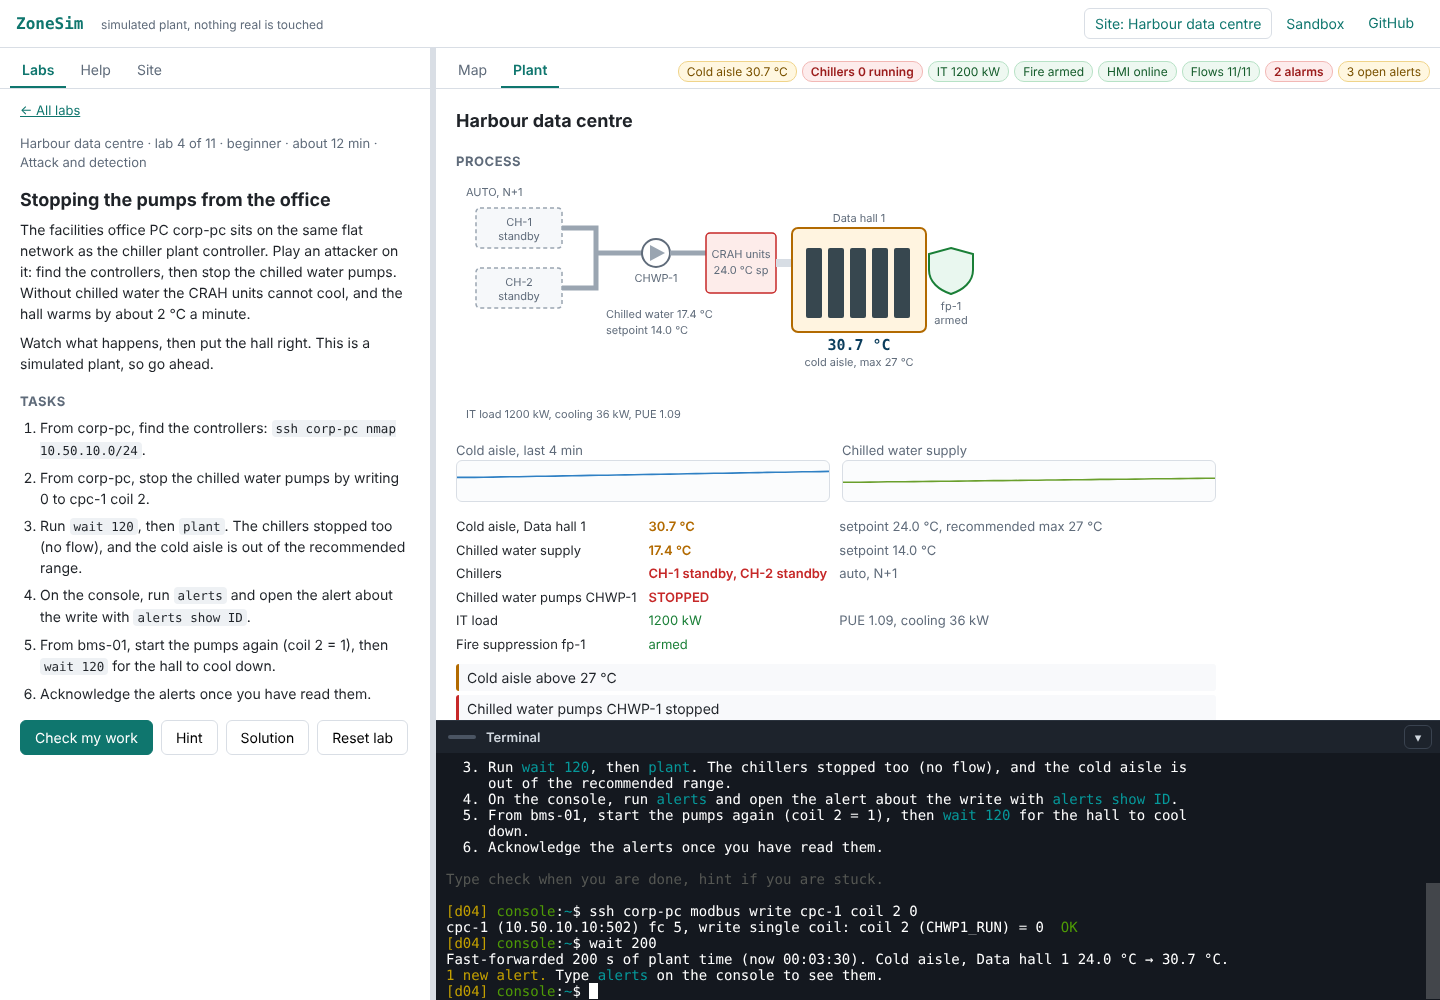 ZoneSim simulated plant, nothing real is touched
Site: Harbour data centre Sandbox GitHub
Labs Help Site
← All labs
Harbour data centre · lab 4 of 11 · beginner · about 12 min ·
Attack and detection
Stopping the pumps from the office
The facilities office PC corp-pc sits on the same flat
network as the chiller plant controller. Play an attacker on
it: find the controllers, then stop the chilled water pumps.
Without chilled water the CRAH units cannot cool, and the
hall warms by about 2 °C a minute.
Watch what happens, then put the hall right. This is a
simulated plant, so go ahead.
TASKS
1. From corp-pc, find the controllers: ssh corp-pc nmap
10.50.10.0/24.
2. From corp-pc, stop the chilled water pumps by writing
0 to cpc-1 coil 2.
3. Run wait 120, then plant. The chillers stopped too
(no flow), and the cold aisle is out of the recommended
range.
4. On the console, run alerts and open the alert about
the write with alerts show ID.
5. From bms-01, start the pumps again (coil 2 = 1), then
wait 120 for the hall to cool down.
6. Acknowledge the alerts once you have read them.
Check my work Hint Solution Reset lab
Map Plant
Cold aisle 30.7 °C Chillers 0 running IT 1200 kW Fire armed HMI online Flows 11/11 2 alarms 3 open alerts
Harbour data centre
PROCESS
AUTO, N+1
CH-1
standby
CH-2
standby
CHWP-1
Chilled water 17.4 °C
setpoint 14.0 °C
CRAH units
24.0 °C sp
Data hall 1
30.7 °C
cold aisle, max 27 °C
fp-1
armed
IT load 1200 kW, cooling 36 kW, PUE 1.09
Cold aisle, last 4 min
Chilled water supply
Cold aisle, Data hall 1 30.7 °C setpoint 24.0 °C, recommended max 27 °C
Chilled water supply 17.4 °C setpoint 14.0 °C
Chillers CH-1 standby, CH-2 standby auto, N+1
Chilled water pumps CHWP-1 STOPPED
IT load 1200 kW PUE 1.09, cooling 36 kW
Fire suppression fp-1 armed
Cold aisle above 27 °C
Chilled water pumps CHWP-1 stopped
Terminal
3. Run wait 120, then plant. The chillers stopped too (no flow), and the cold aisle is
out of the recommended range.
4. On the console, run alerts and open the alert about the write with alerts show ID.
5. From bms-01, start the pumps again (coil 2 = 1), then wait 120 for the hall to cool
down.
6. Acknowledge the alerts once you have read them.
Type check when you are done, hint if you are stuck.
[d04] console:~$ ssh corp-pc modbus write cpc-1 coil 2 0
cpc-1 (10.50.10.10:502) fc 5, write single coil: coil 2 (CHWP1_RUN) = 0 OK
[d04] console:~$ wait 200
Fast-forwarded 200 s of plant time (now 00:03:30). Cold aisle, Data hall 1 24.0 °C → 30.7 °C.
1 new alert. Type alerts on the console to see them.
[d04] console:~$